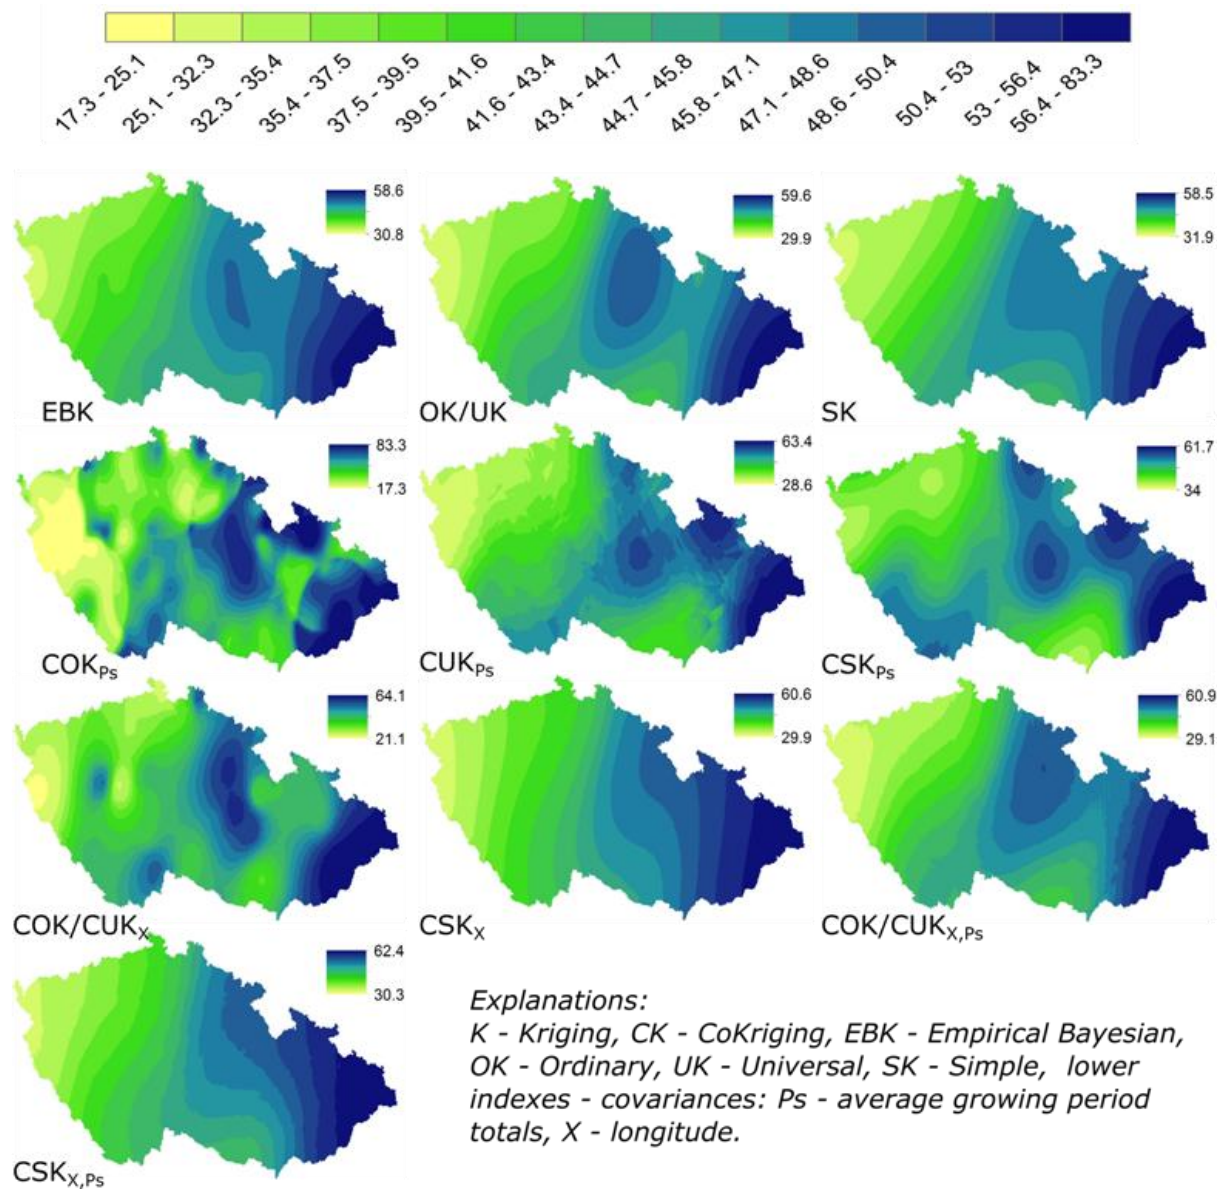 17.3 - 25.1
25.1 - 32.3
32.3 - 35.4
35.4 - 37.5
37.5 - 39.5
39.5 - 41.6
41.6 - 43.4
43.4 - 44.7
44.7 - 45.8
45.8 - 47.1
47.1 - 48.6
48.6 - 50.4
50.4 - 53
53 - 56.4
56.4 - 83.3
58.6
30.8
EBK
59.6
29.9
OK/UK
58.5
31.9
SK
83.3
17.3
COKPs
63.4
28.6
CUKPs
61.7
34
CSKPs
64.1
21.1
COK/CUKX
60.6
29.9
CSKX
60.9
29.1
COK/CUKX,Ps
62.4
30.3
CSKX,Ps
Explanations:
K - Kriging, CK - CoKriging, EBK - Empirical Bayesian,
OK - Ordinary, UK - Universal, SK - Simple, lower
indexes - covariances: Ps - average growing period
totals, X - longitude.